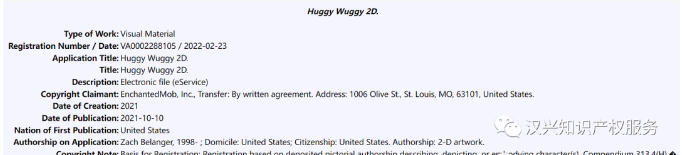 Huggy Wuggy 2D.
Type of Work: Visual Material
Registration Number / Date: VA0002288105 / 2022-02-23
Application Title: Huggy Wuggy 2D.
Title: Huggy Wuggy 2D.
Description: Electronic file (eService)
Copyright Claimant: EnchantedMob, Inc., Transfer: By written agreement. Address: 1006 Olive St., St. Louis, MO, 63101, United States.
Date of Creation: 2021
Date of Publication: 2021-10-10
Nation of First Publication: United States
Authorship on Application: Zach Belanger, 1998- ; Domicile: United States; Citizenship: United States. Authorship: 2-D artwork.
Copyright Note: Basis for Registration: Registration based on deposited pictorial authorship describing, depicting, or character(s). Compendium 313.4(H)
汉兴知识产权服务